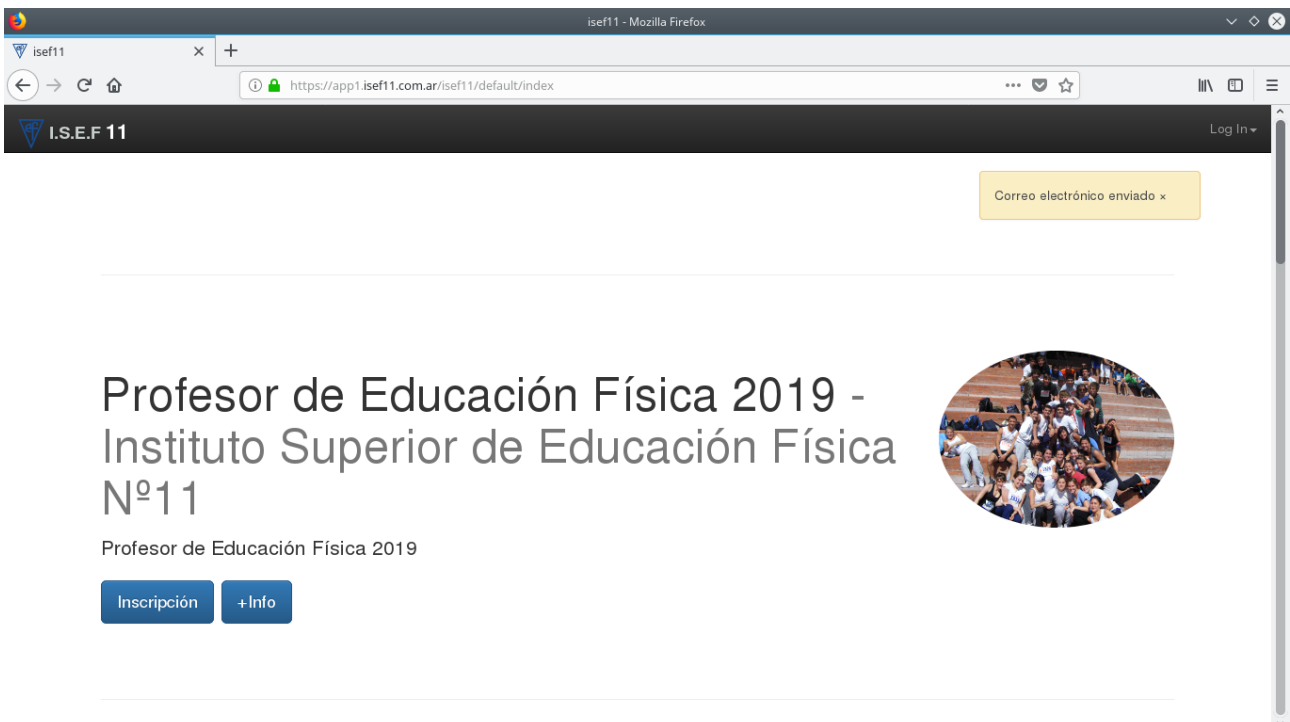 isef11 - Mozilla Firefox
isef11
https://app1.isef11.com.ar/isef11/default/index
I.S.E.F 11
Log In
Correo electrónico enviado ×
Profesor de Educación Física 2019 -
Instituto Superior de Educación Física
Nº11
Profesor de Educación Física 2019
Inscripción
+Info